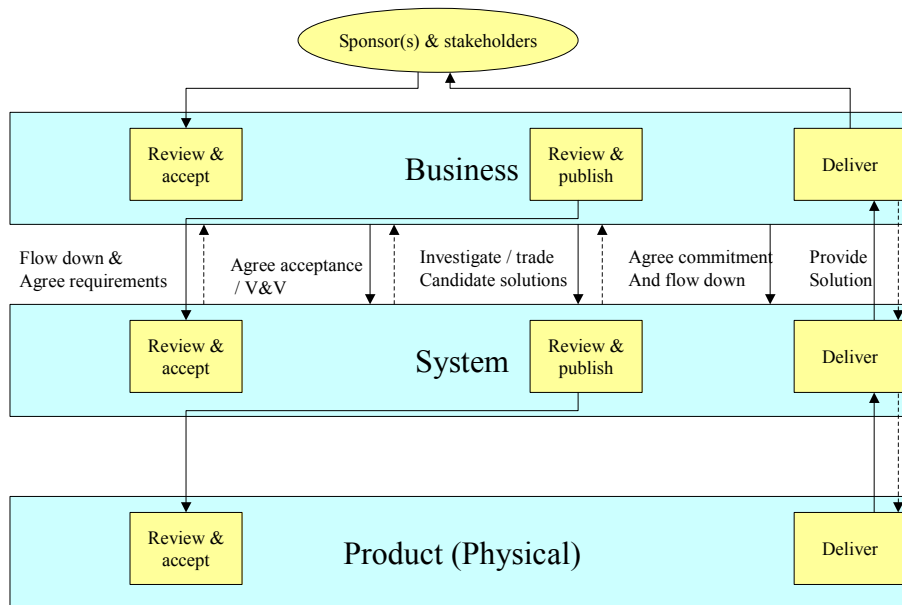 Sponsor(s) & stakeholders
Review &
accept
Business
Review &
publish
Deliver
Flow down &
Agree requirements
Agree acceptance
/ V&V
Investigate / trade
Candidate solutions
Agree commitment
And flow down
Provide
Solution
Review &
accept
System
Review &
publish
Deliver
Review &
accept
Product (Physical)
Deliver